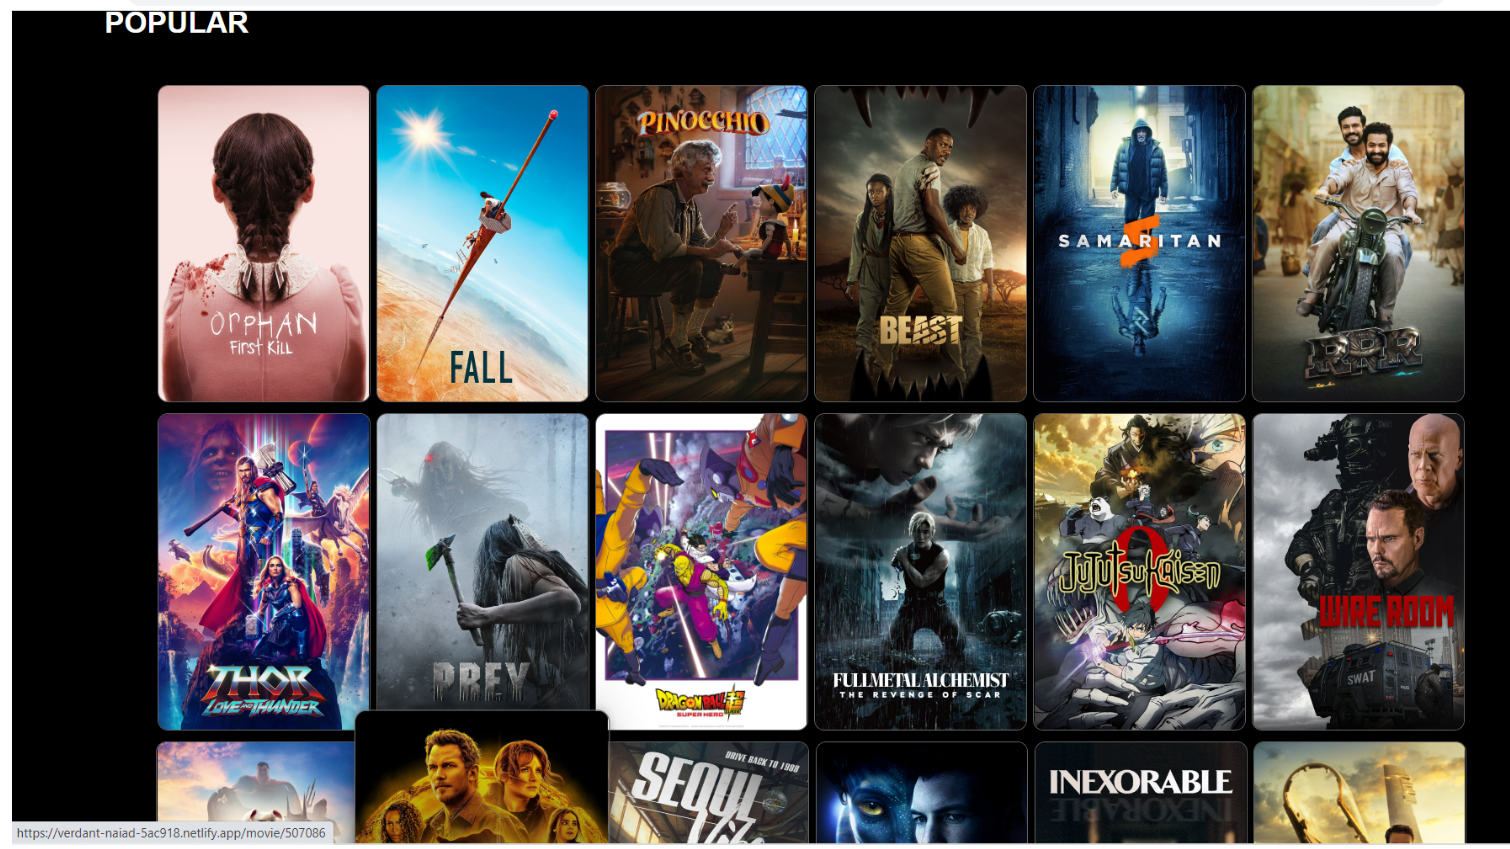 POPULAR
PINOCCHIO
SAMARITAN
S
ORPHAN
FIRST KILL
FALL
BEAST
RRR
JUJUTSU KAISEN
0
WIRE ROOM
SWAT
THOR
LOVE AND THUNDER
PREY
DRAGON BALL
SUPER HERO
FULLMETAL ALCHEMIST
THE REVENGE OF SCAR
DRIVE BACK TO 1988
SEOUL
INEXORABLE
https://verdant-naiad-5ac918.netlify.app/movie/507086